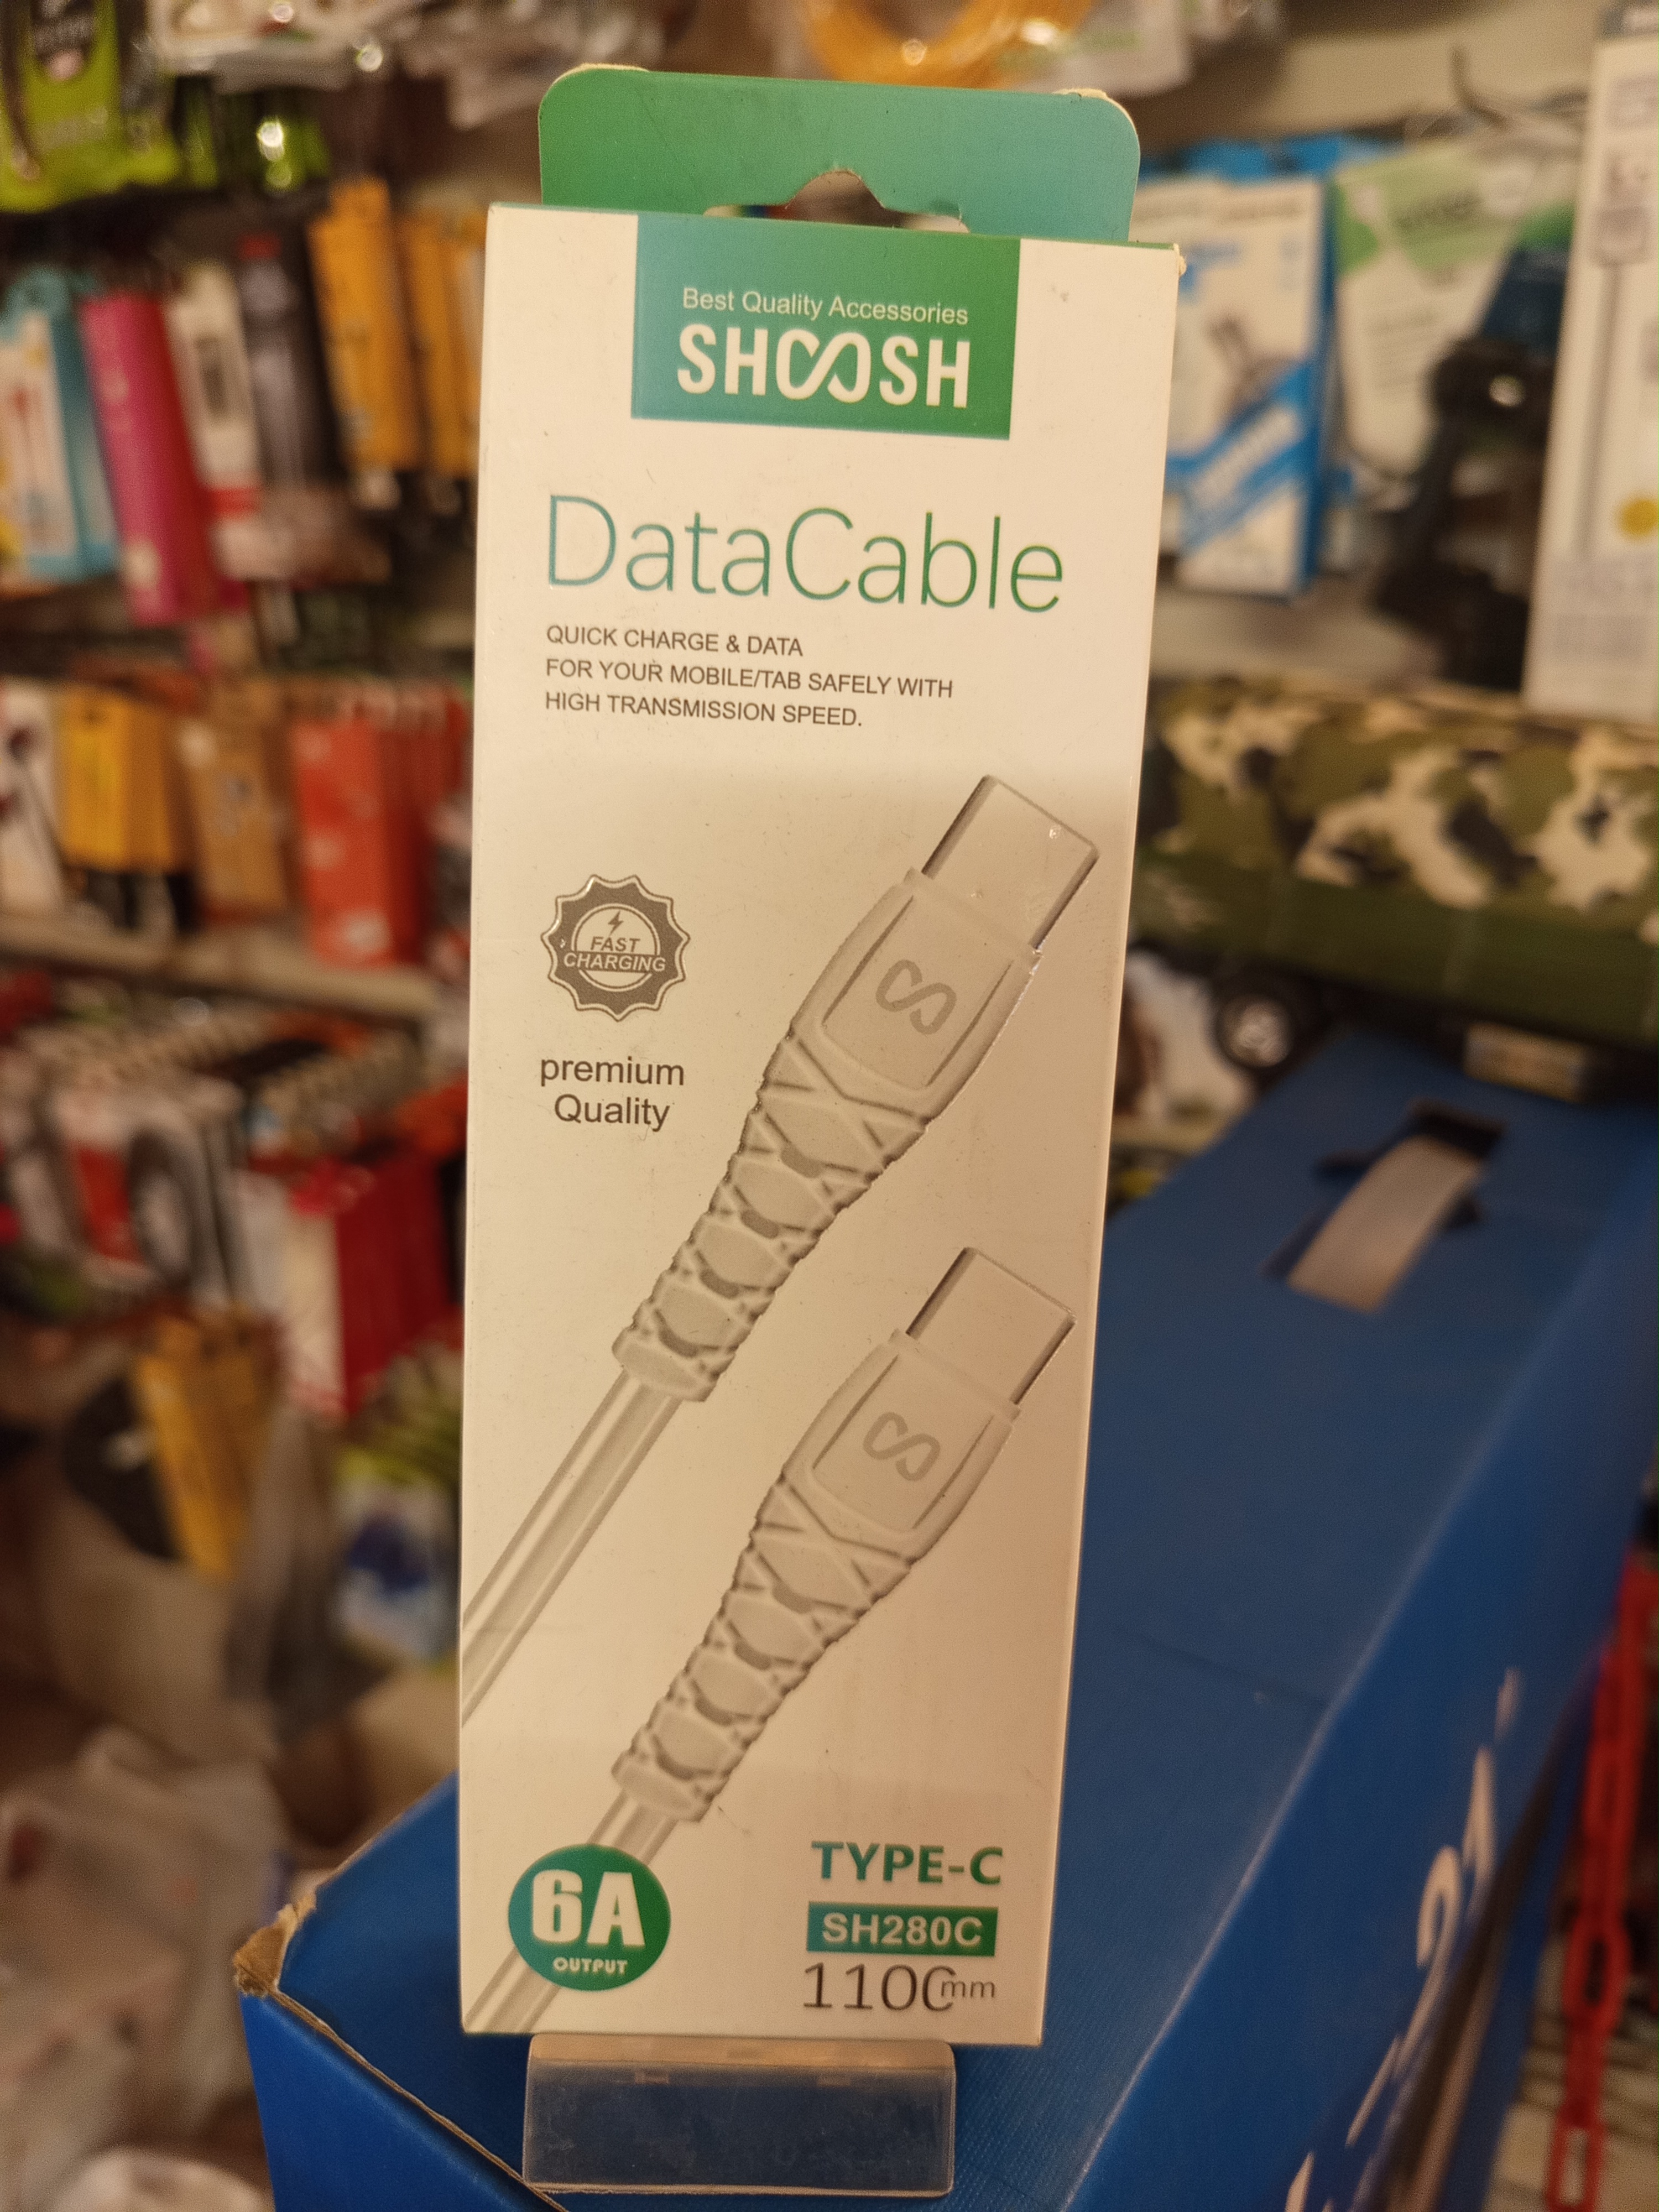 Best Quality Accessories
SHOOSH
DataCable
QUICK CHARGE & DATA
FOR YOUR MOBILE/TAB SAFELY WITH
HIGH TRANSMISSION SPEED.
FAST
CHARGING
premium
Quality
6A
OUTPUT
TYPE-C
SH280C
1100mm